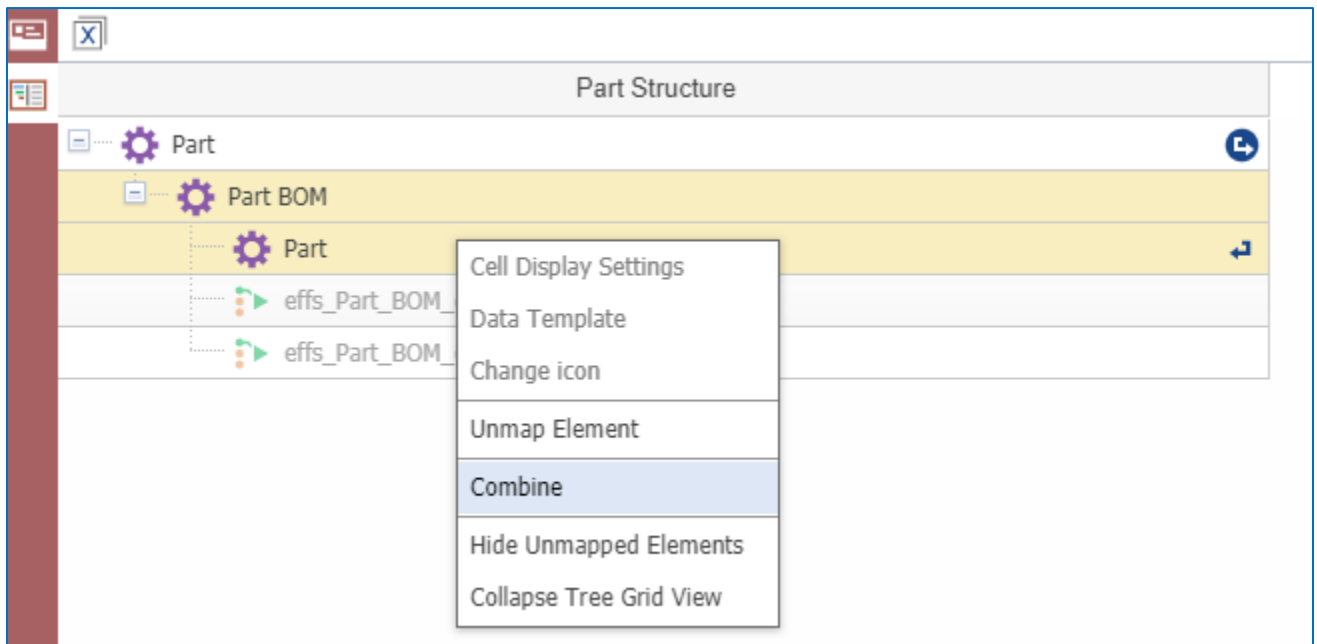 X
Part Structure
Part
Part BOM
Part
effs_Part_BOM_
effs_Part_BOM_
Cell Display Settings
Data Template
Change icon
Unmap Element
Combine
Hide Unmapped Elements
Collapse Tree Grid View